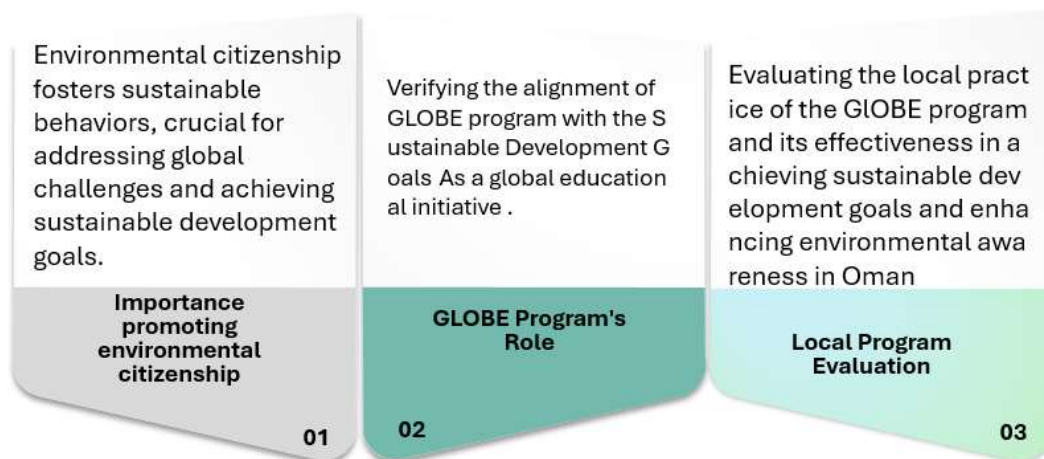 Environmental citizenship
fosters sustainable
behaviors, crucial for
addressing global
challenges and achieving
sustainable development
goals.
Importance
promoting
environmental
citizenship
01
Verifying the alignment of
GLOBE program with the S
ustainable Development G
oals As a global education
al initiative .
GLOBE Program's
Role
02
Evaluating the local pract
ice of the GlOBE program
and its effectiveness in a
chieving sustainable dev
elopment goals and enha
ncing environmental awa
reness in Oman
Local Program
Evaluation
03